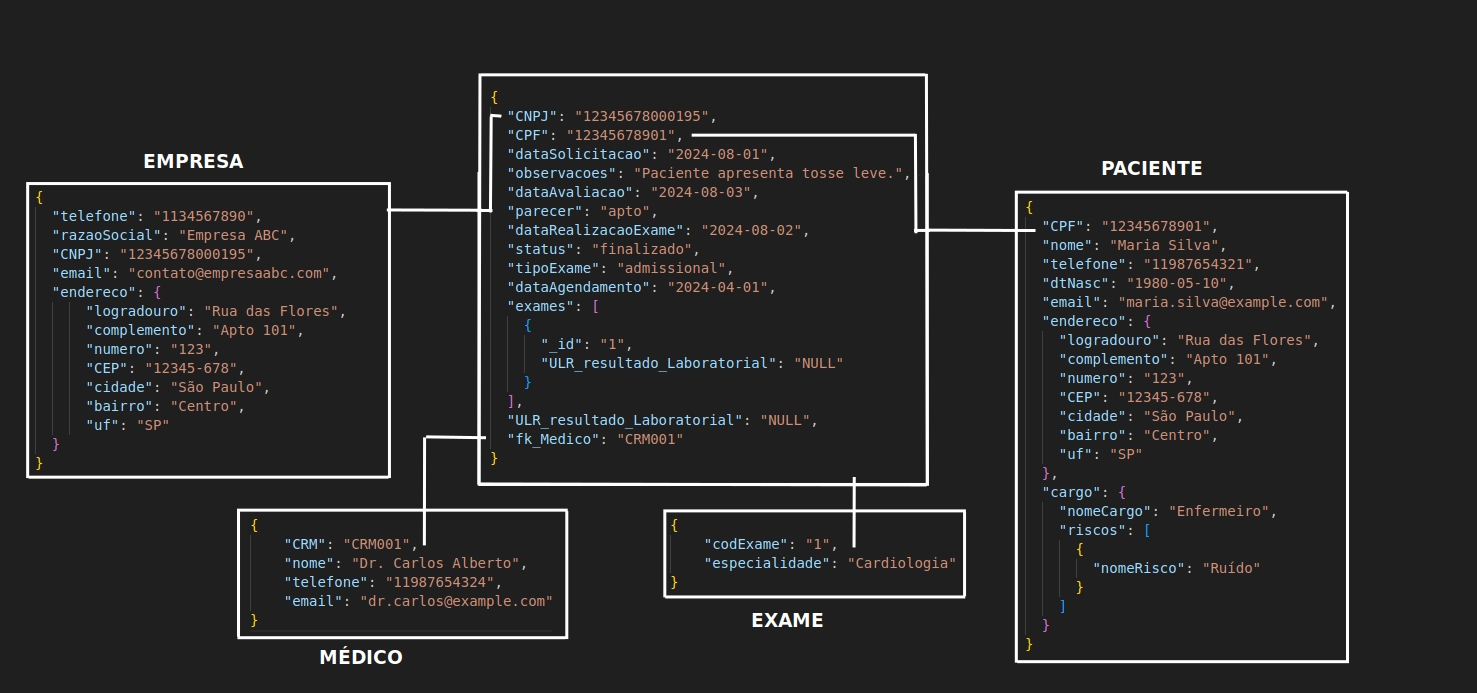 EMPRESA
{
"telefone": "1134567890",
"razaoSocial": "Empresa ABC",
"CNPJ": "12345678000195",
"email": "contato@empresaabc.com",
"endereco": {
"logradouro": "Rua das Flores",
"complemento": "Apto 101",
"numero": "123",
"CEP": "12345-678",
"cidade": "São Paulo",
"bairro": "Centro",
"uf": "SP"
}
}
{
"CNPJ": "12345678000195",
"CPF": "12345678901",
"dataSolicitacao": "2024-08-01",
"observacoes": "Paciente apresenta tosse leve.",
"dataAvaliacao": "2024-08-03",
"parecer": "apto",
"dataRealizacaoExame": "2024-08-02",
"status": "finalizado",
"tipoExame": "admissional",
"dataAgendamento": "2024-04-01",
"exames": [
{
"_id": "1",
"ULR_resultado_Laboratorial": "NULL"
}
],
"ULR_resultado_Laboratorial": "NULL",
"fk_Medico": "CRM001"
}
PACIENTE
{
"CPF": "12345678901",
"nome": "Maria Silva",
"telefone": "11987654321",
"dtNasc": "1980-05-10",
"email": "maria.silva@example.com",
"endereco": {
"logradouro": "Rua das Flores",
"complemento": "Apto 101",
"numero": "123",
"CEP": "12345-678",
"cidade": "São Paulo",
"bairro": "Centro",
"uf": "SP"
},
"cargo": {
"nomeCargo": "Enfermeiro",
"riscos": [
{
"nomeRisco": "Ruído"
}
]
}
}
{
"CRM": "CRM001",
"nome": "Dr. Carlos Alberto",
"telefone": "11987654324",
"email": "dr.carlos@example.com"
}
MÉDICO
{
"codExame": "1",
"especialidade": "Cardiologia"
}
EXAME